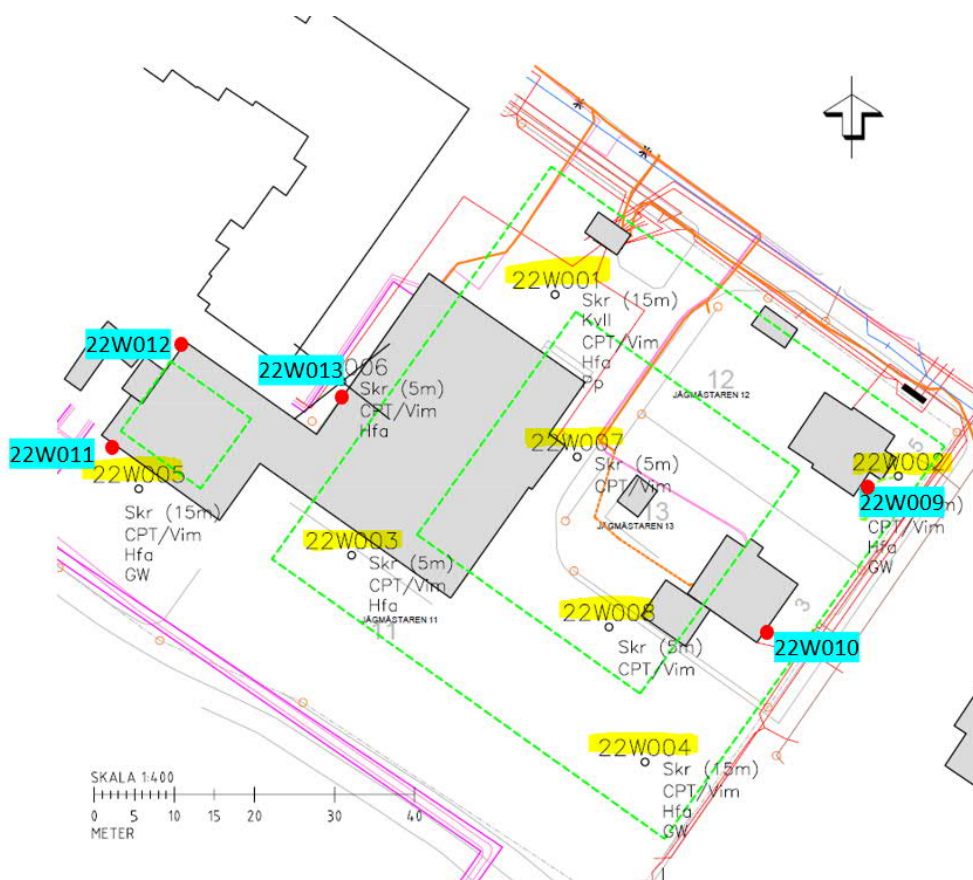 22W001
Skr (15m)
Kvll
CPT/Vim
Hfa
Pp
22W012
22W013
006
Skr (5m)
CPT/Vim
Hfa
12
JÄGMÄSTAREN 12
22W011
22W005
Skr (15m)
CPT/Vim
Hfa
GW
22W007
Skr (5m)
CPT/Vim
13
JÄGMÄSTAREN 13
5
22W002
22W009
m)
CPT/Vim
Hfa
GW
22W003
Skr (5m)
CPT/Vim
Hfa
JÄGMÄSTAREN 11
11
22W008
Skr (5m)
CPT/Vim
3
22W010
22W004
Skr (15m)
CPT/Vim
Hfa
GW
SKALA 1:400
0 5 10 15 20 30 40
METER